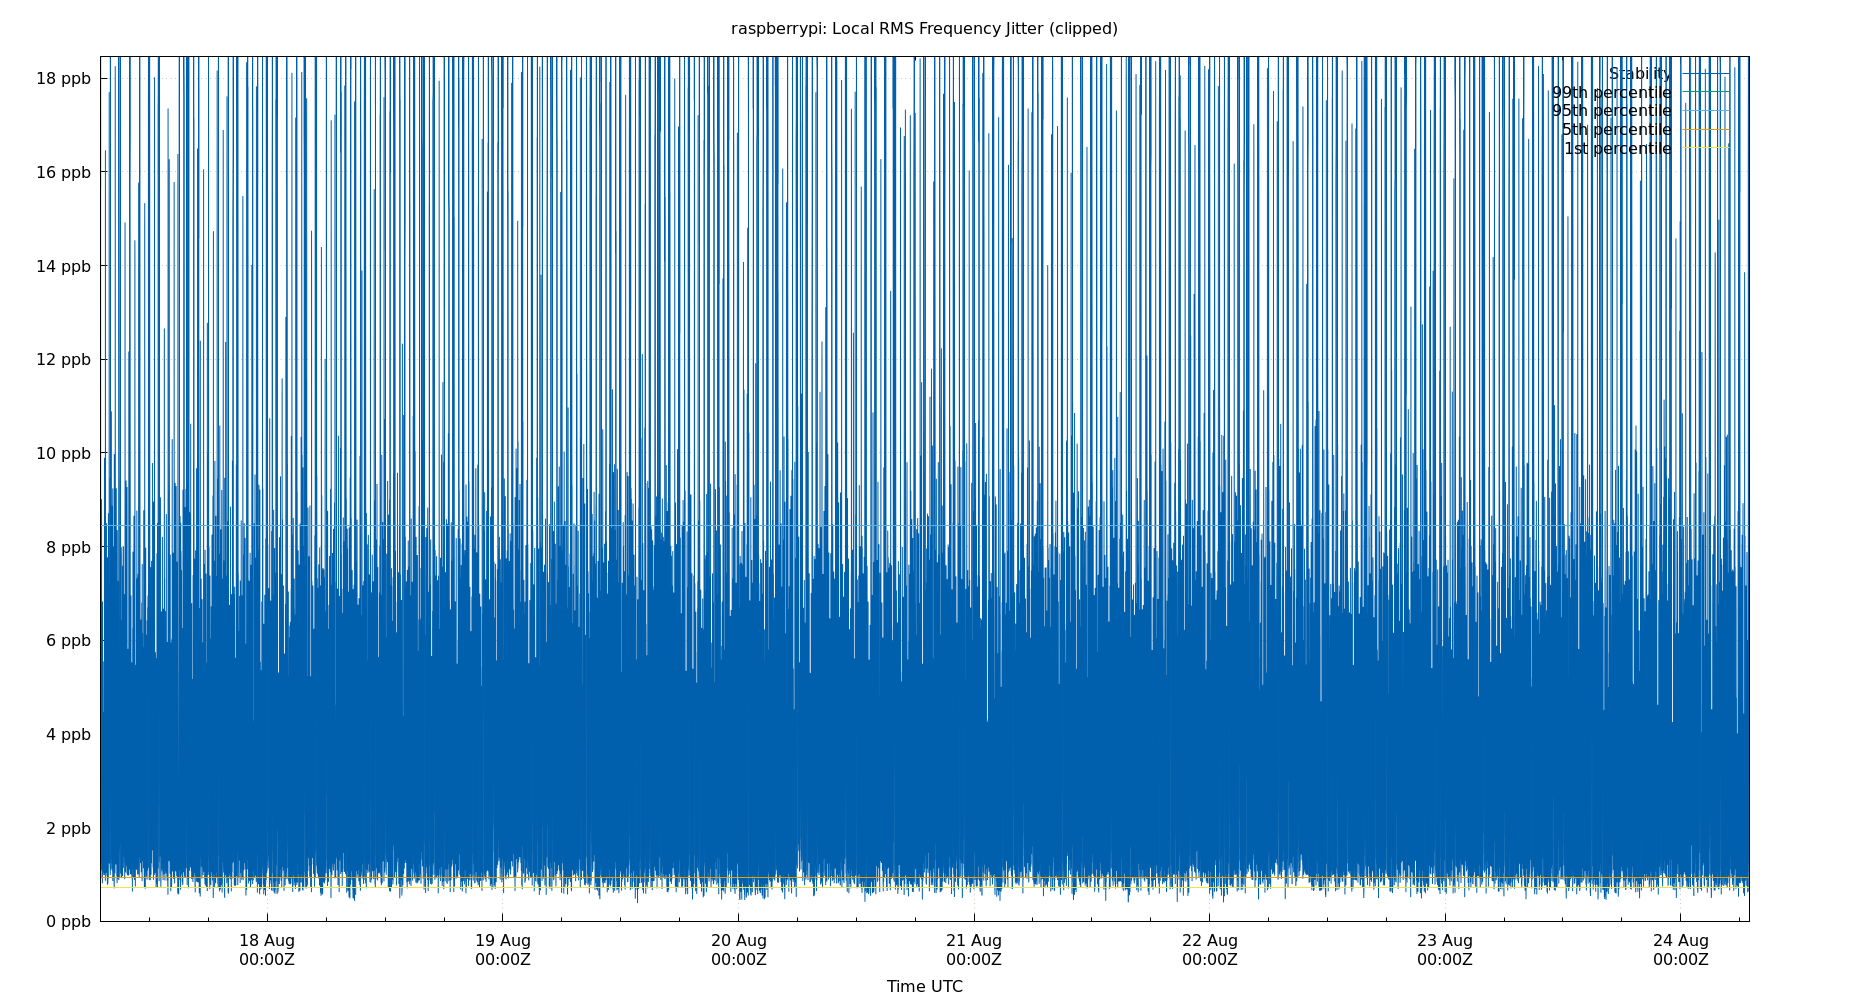 raspberrypi: Local RMS Frequency Jitter (clipped)
18 ppb
16 ppb
14 ppb
12 ppb
10 ppb
8 ppb
6 ppb
4 ppb
2 ppb
0 ppb
Stability
99th percentile
95th percentile
5th percentile
1st percentile
18 Aug
00:00Z
19 Aug
00:00Z
20 Aug
00:00Z
21 Aug
00:00Z
22 Aug
00:00Z
23 Aug
00:00Z
24 Aug
00:00Z
Time UTC